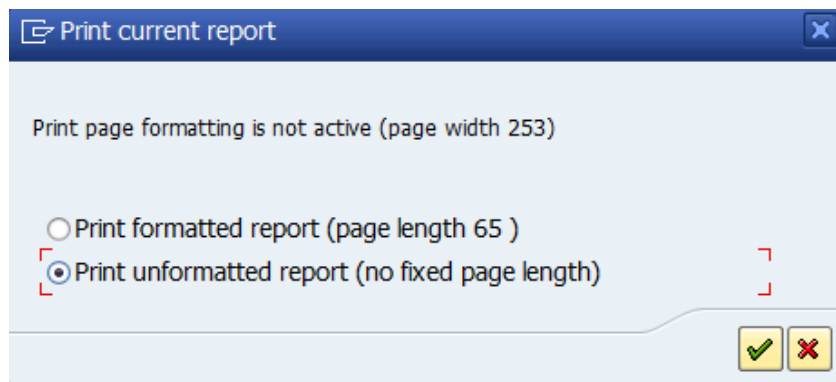 Print current report
Print page formatting is not active (page width 253)
Print formatted report (page length 65 )
Print unformatted report (no fixed page length)